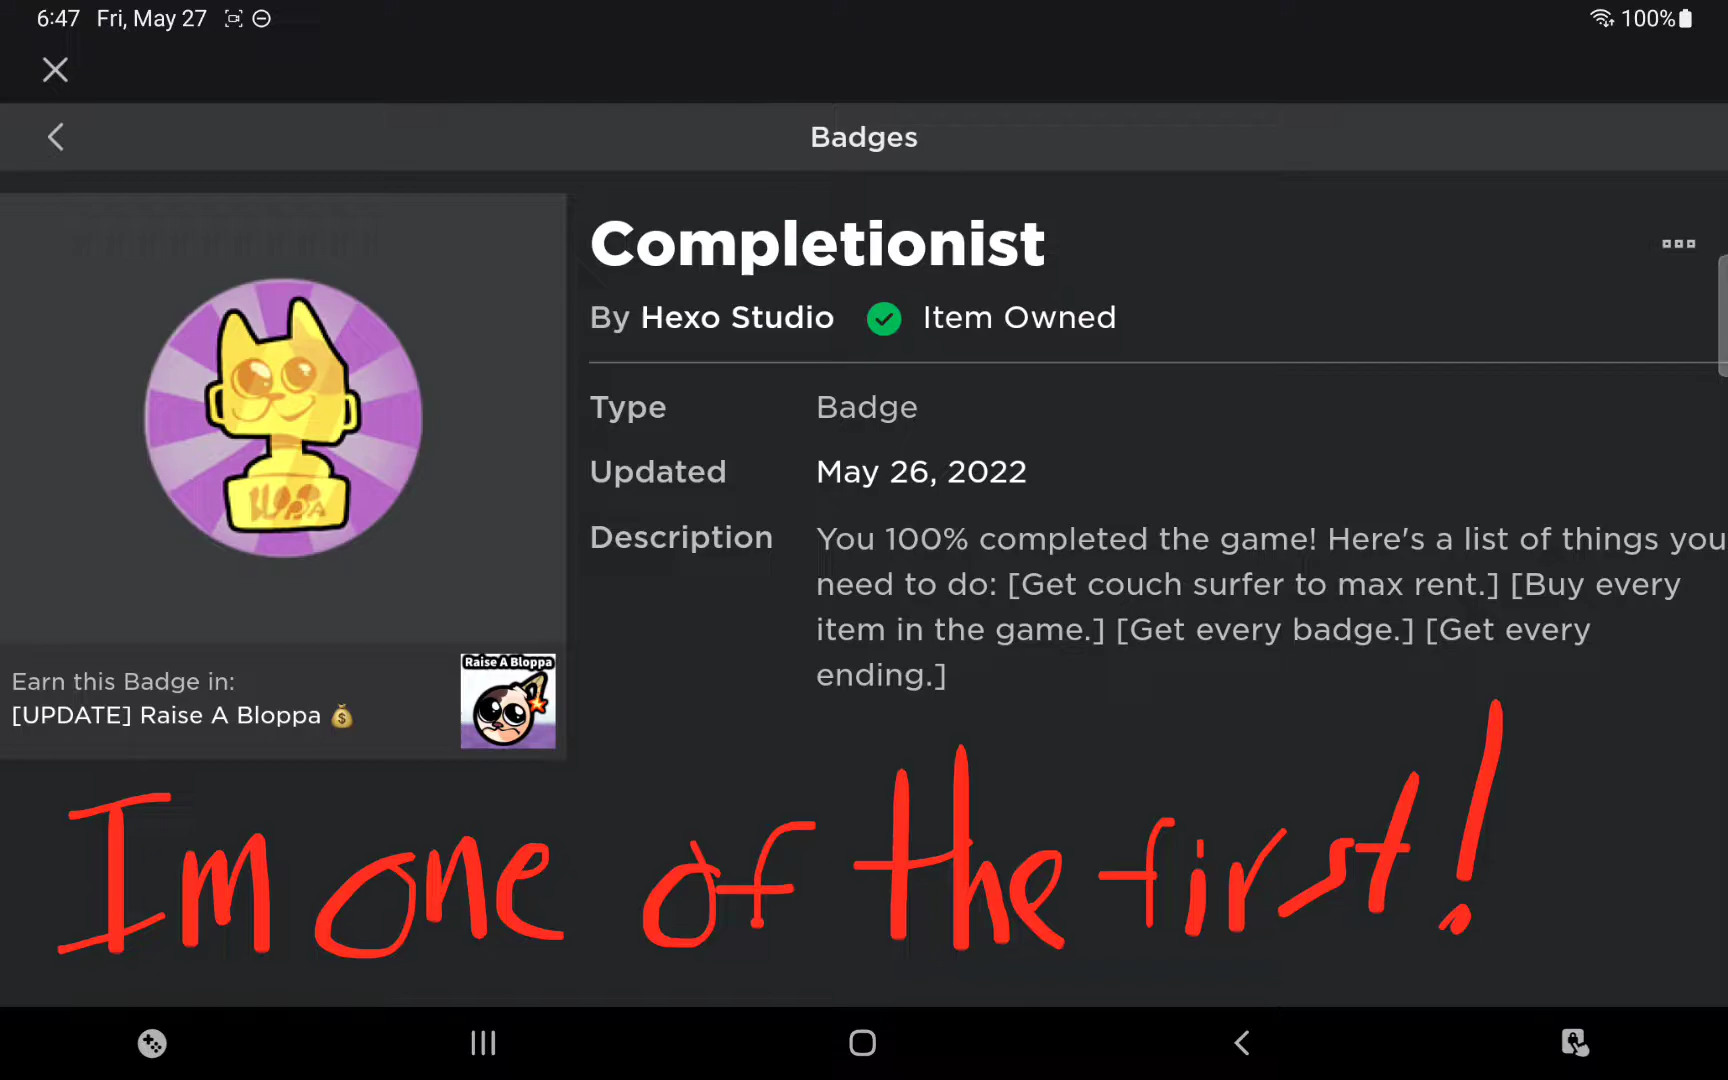 6:47 Fri, May 27 100%
Badges
Completionist
By Hexo Studio Item Owned
Type Badge
Updated May 26, 2022
Description You 100% completed the game! Here's a list of things you
need to do: [Get couch surfer to max rent.] [Buy every
item in the game.] [Get every badge.] [Get every
ending.]
BLOPPA
Earn this Badge in:
[UPDATE] Raise A Bloppa 💰
Raise A Bloppa
Im one of the first!